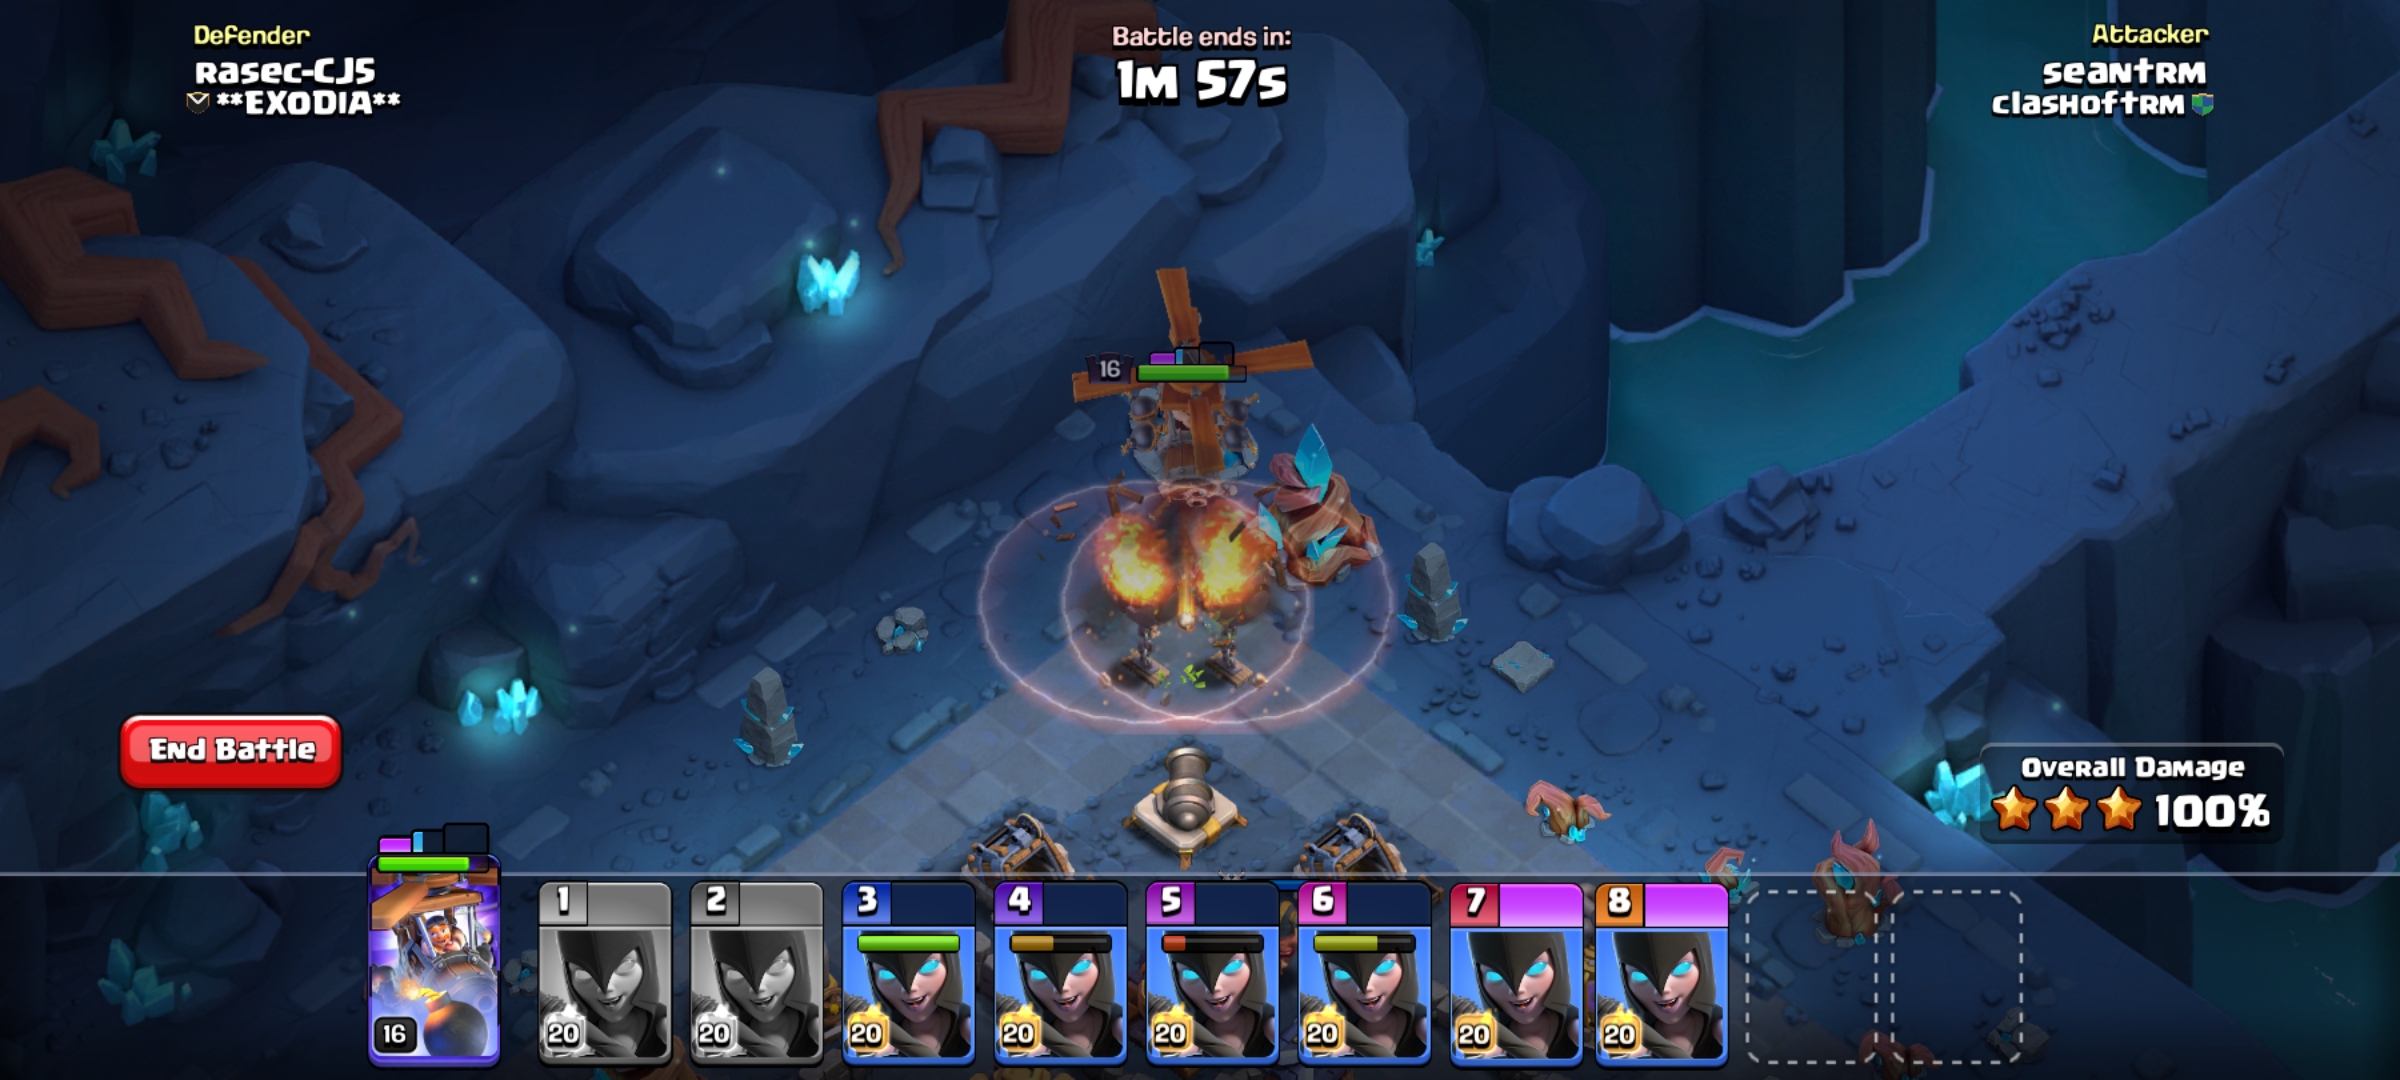 Defender
Rasec-CJ5
**EXODIA**
Battle ends in:
1M 57s
Attacker
seantRM
clashoftRM
16
End Battle
Overall Damage
100%
16
1
20
2
20
3
20
4
20
5
20
6
20
7
20
8
20